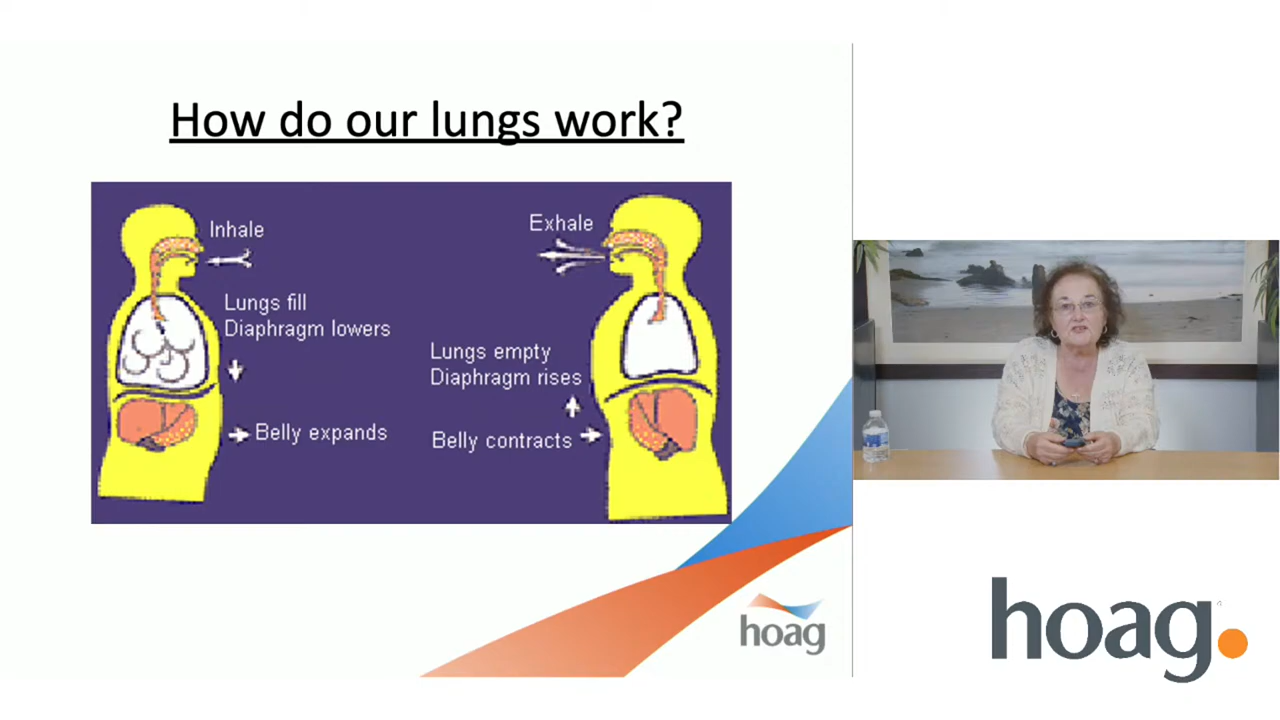 How do our lungs work?
Inhale
Lungs fill
Diaphragm lowers
Belly expands
Exhale
Lungs empty
Diaphragm rises
Belly contracts
hoag
hoag.